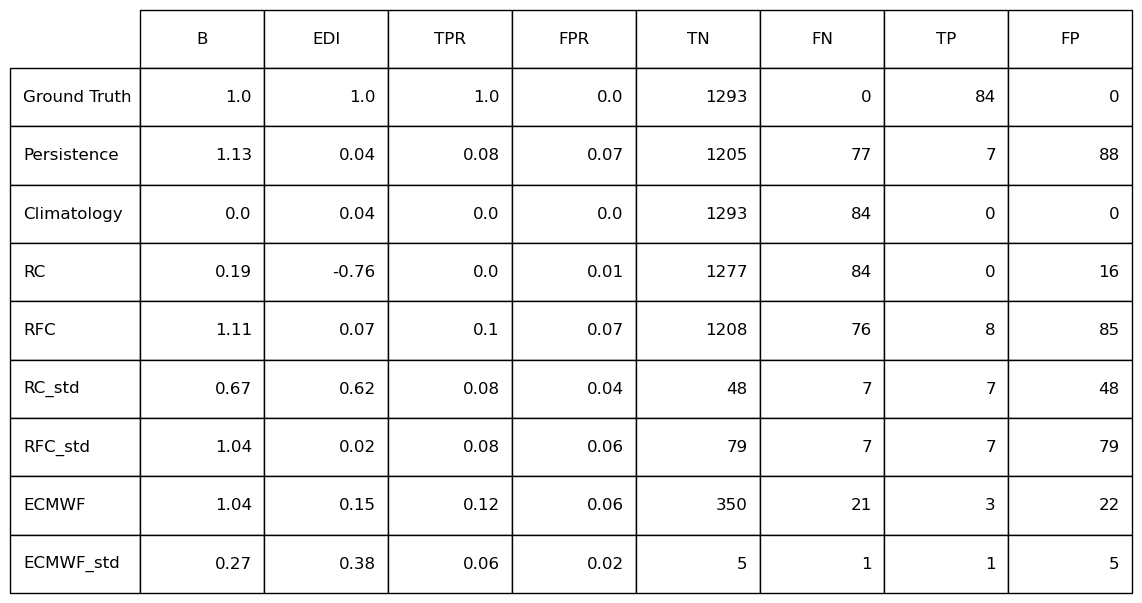 B EDI TPR FPR TN FN TP FP
Ground Truth 1.0 1.0 1.0 0.0 1293 0 84 0
Persistence 1.13 0.04 0.08 0.07 1205 77 7 88
Climatology 0.0 0.04 0.0 0.0 1293 84 0 0
RC 0.19 -0.76 0.0 0.01 1277 84 0 16
RFC 1.11 0.07 0.1 0.07 1208 76 8 85
RC_std 0.67 0.62 0.08 0.04 48 7 7 48
RFC_std 1.04 0.02 0.08 0.06 79 7 7 79
ECMWF 1.04 0.15 0.12 0.06 350 21 3 22
ECMWF_std 0.27 0.38 0.06 0.02 5 1 1 5